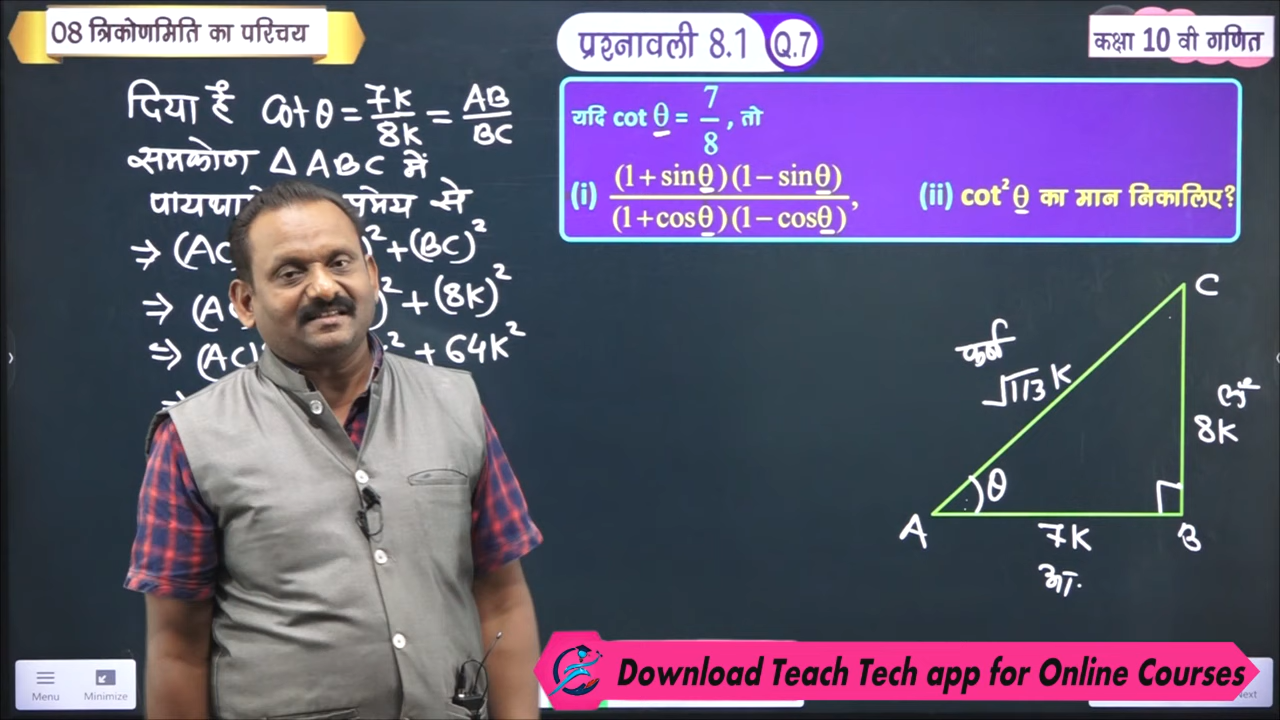 08 त्रिकोणमिति का परिचय
प्रश्नावली 8.1 Q.7
कक्षा 10 वी गणित
यदि cot θ = 7/8, तो
(i) (1+sinθ)(1−sinθ)/(1+cosθ)(1−cosθ), (ii) cot² θ का मान निकालिए?
दिया है cot θ = 7K/8K = AB/BC
समकोण Δ ABC में
से
⇒ (AC ² + (BC)²
⇒ (A )² + (8K)²
⇒ (AC) ² + 64K²
C
कर्ण
√113 K
लं०
8K
θ
A
7K
B
आ.
Menu
Minimize
Download Teach Tech app for Online Courses